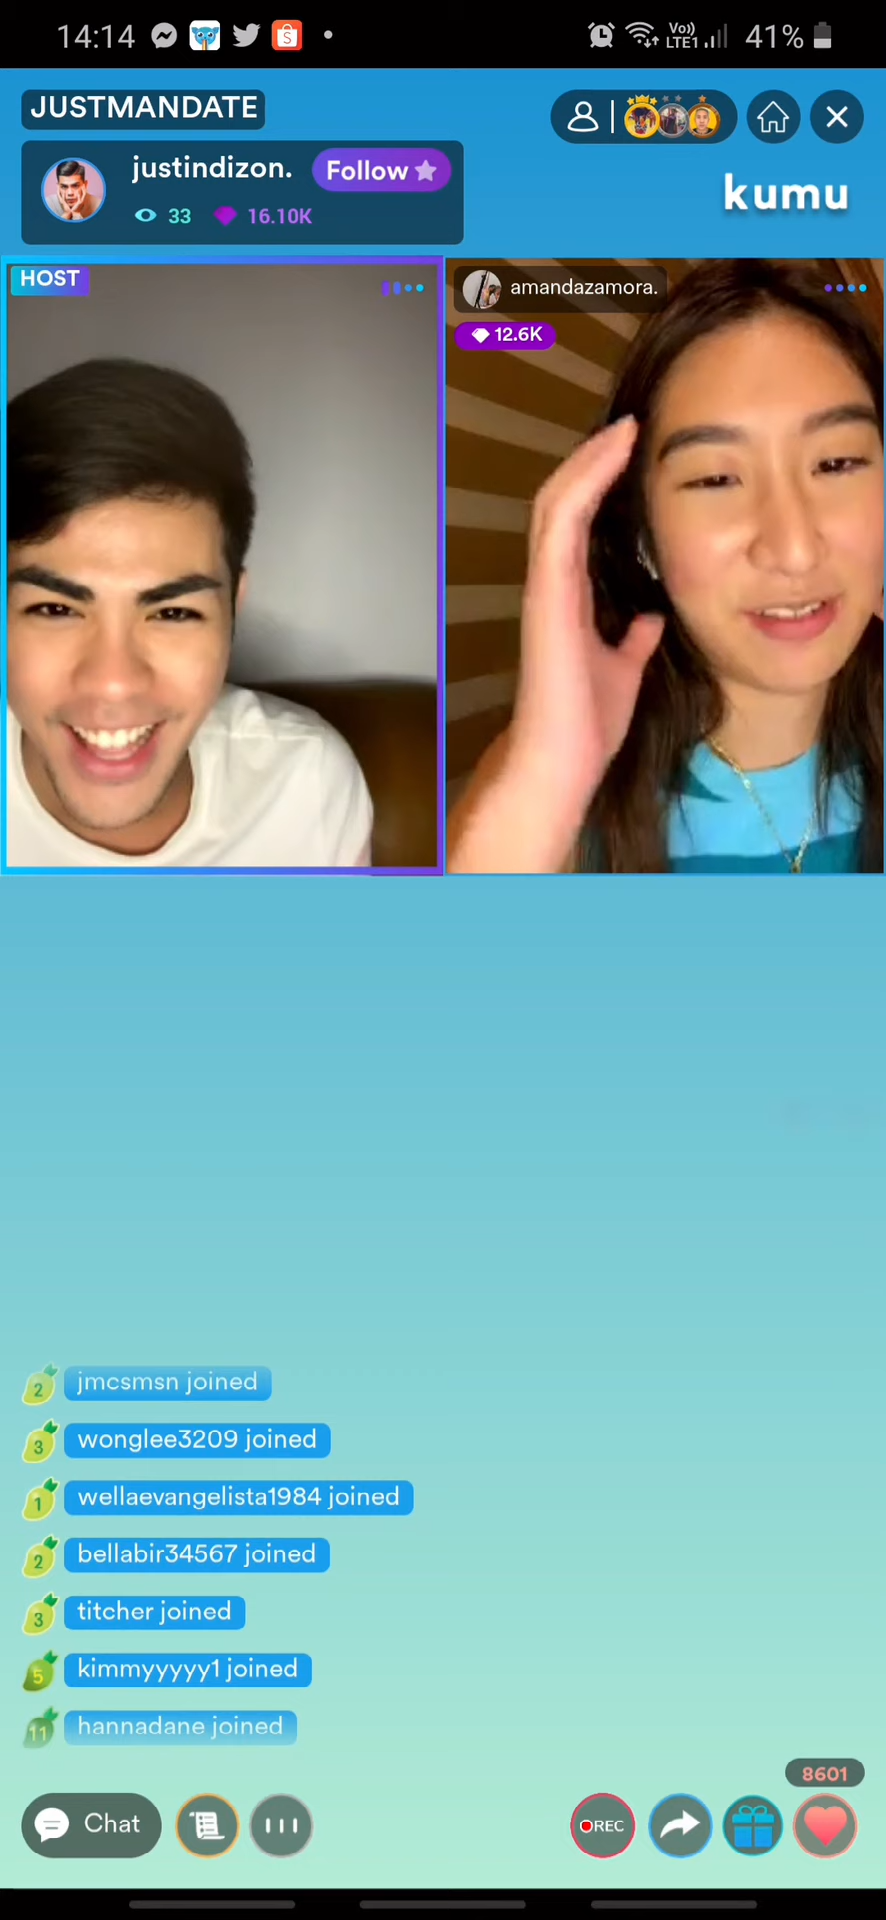 14:14
Vo)) LTE1 41%
JUSTMANDATE
justindizon. Follow
33 16.10K
kumu
HOST
amandazamora.
12.6K
2 jmcsmsn joined
3 wonglee3209 joined
1 wellaevangelista1984 joined
2 bellabir34567 joined
3 titcher joined
5 kimmyyyyy1 joined
11 hannadane joined
8601
Chat
REC